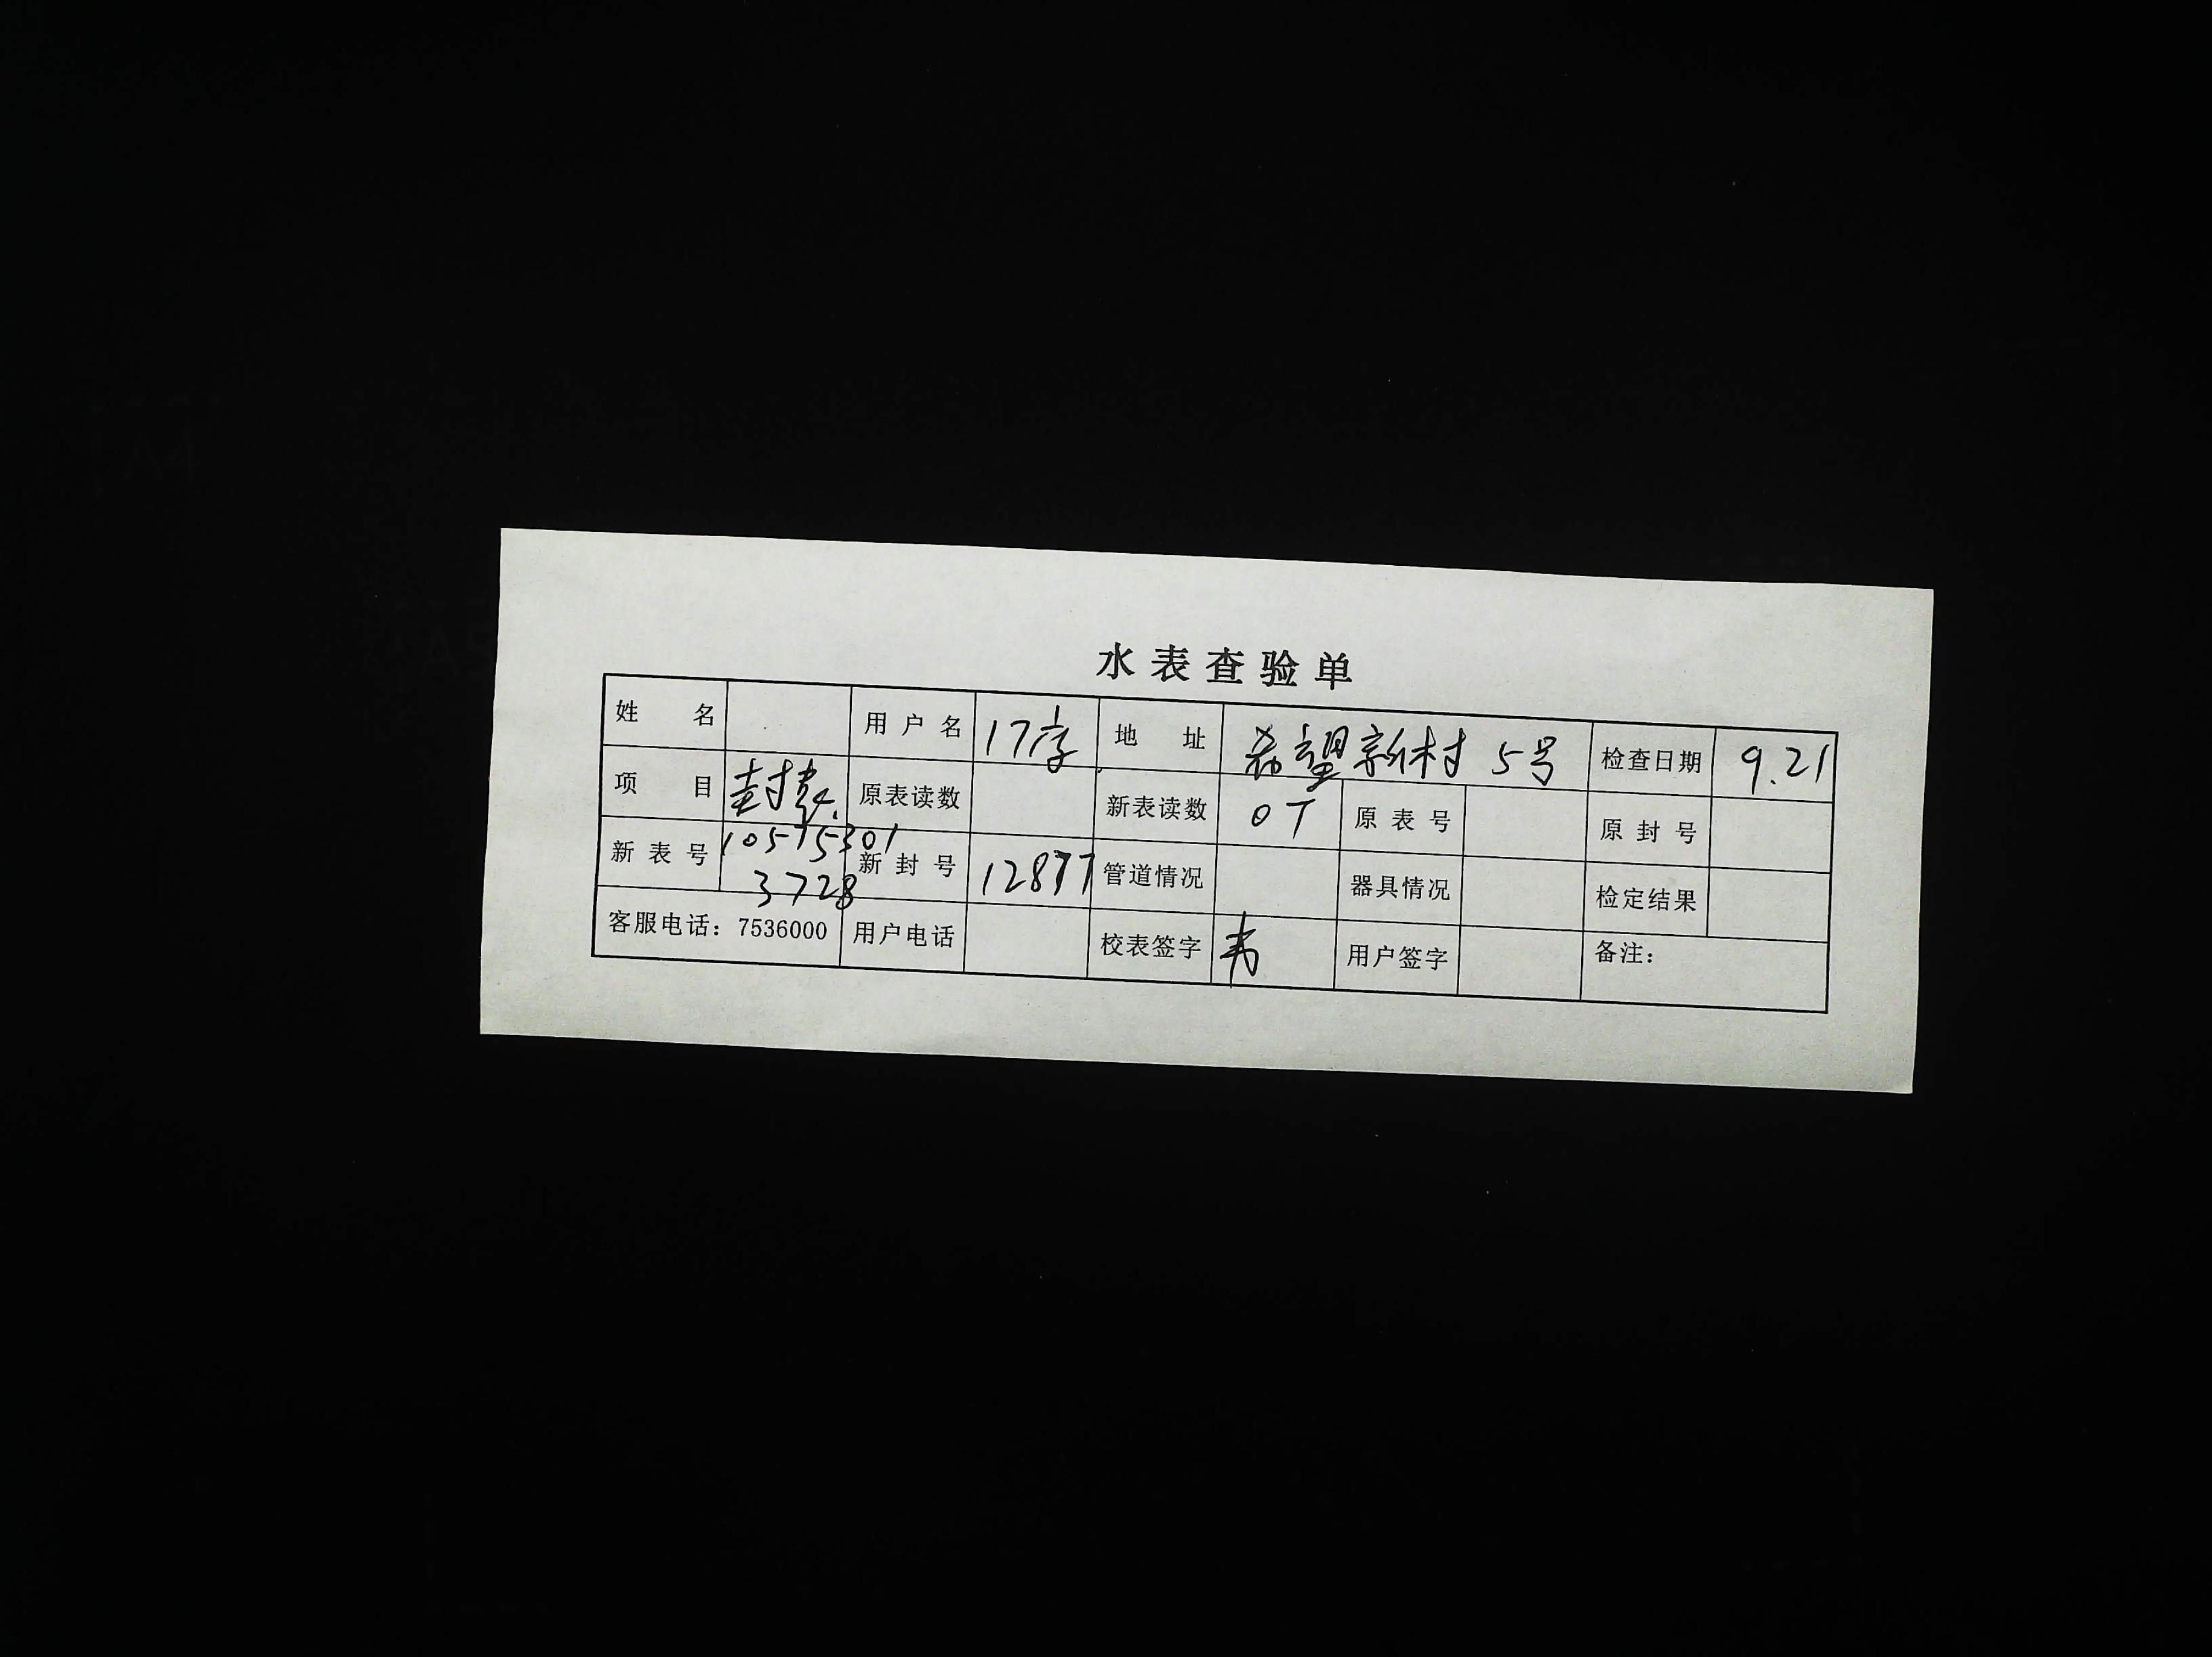 水表查验单
姓 名 用户名 17序 地 址 希望新村 5号 检查日期 9.21
项 目 封表 原表读数 新表读数 0T 原表号 原封号
新表号 105753013728 新封号 12877 管道情况 器具情况 检定结果
客服电话：7536000 用户电话 校表签字 用户签字 备注：